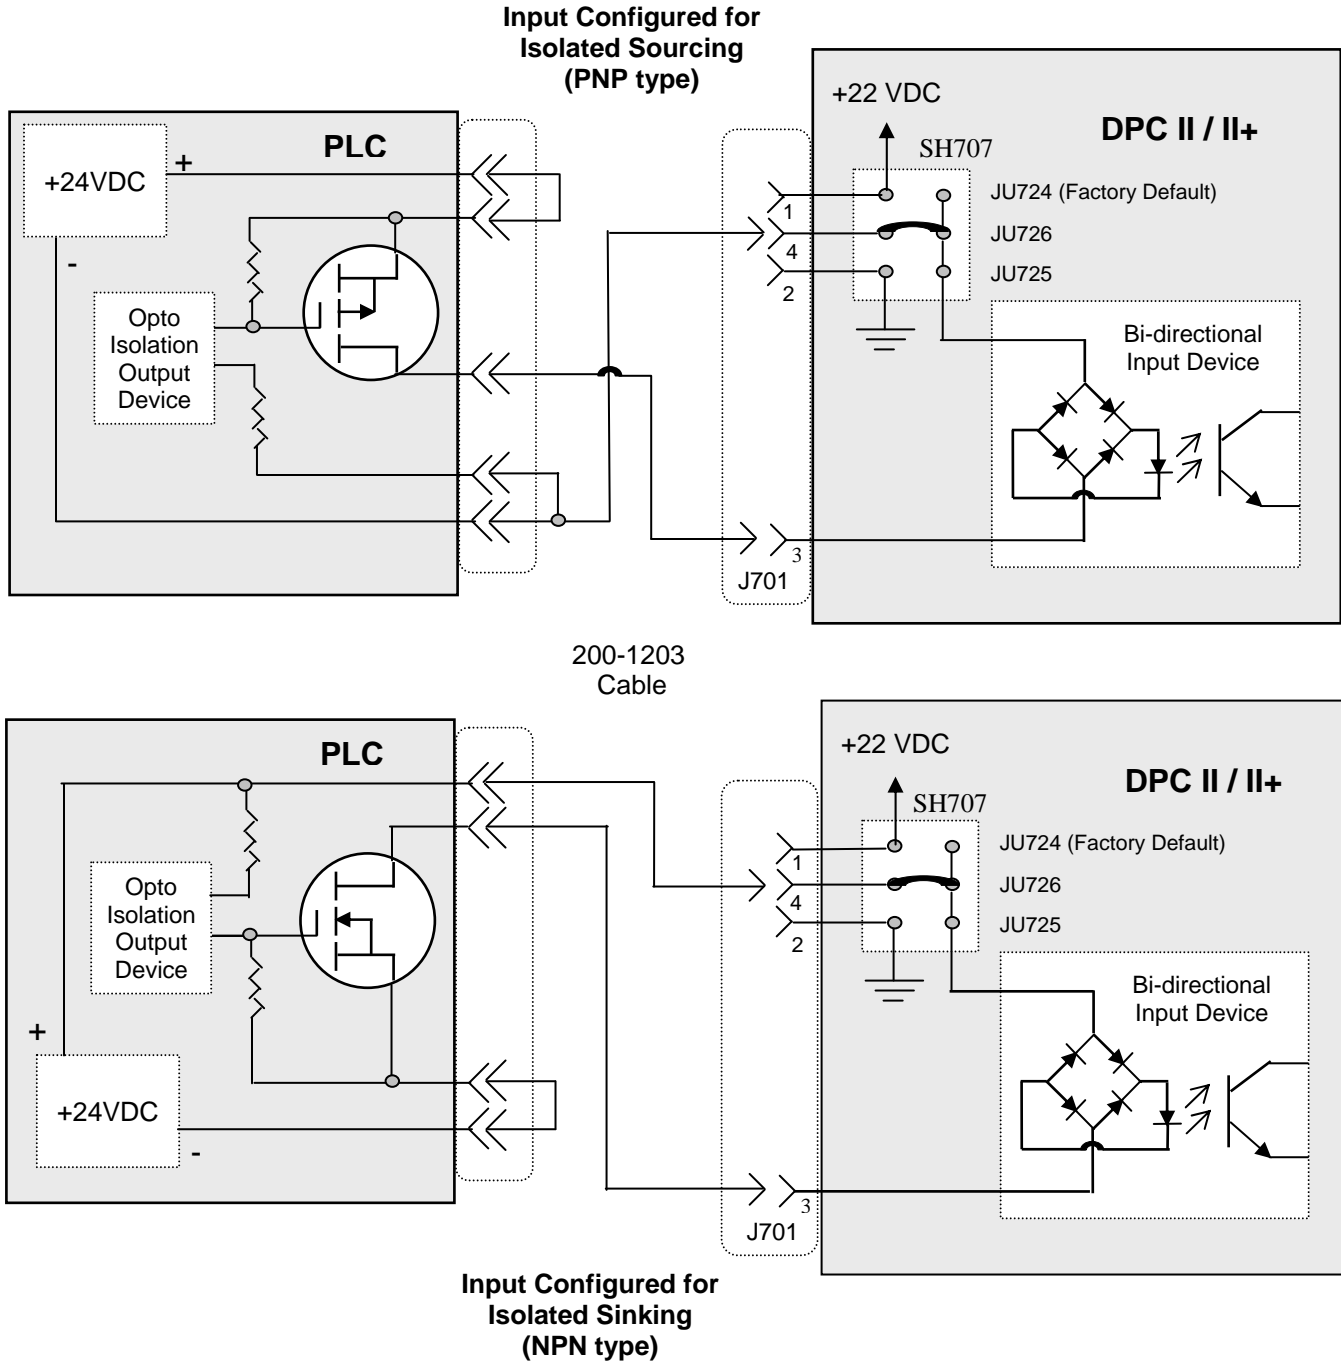 Input Configured for
Isolated Sourcing
(PNP type)
+22 VDC
DPC II / II+
PLC
SH707
+
+24VDC
JU724 (Factory Default)
1
JU726
4
-
JU725
2
Opto
Isolation
Output
Device
Bi-directional
Input Device
3
J701
200-1203
Cable
+22 VDC
PLC
DPC II / II+
SH707
JU724 (Factory Default)
1
JU726
4
Opto
Isolation
Output
Device
JU725
2
Bi-directional
Input Device
+
+24VDC
-
3
J701
Input Configured for
Isolated Sinking
(NPN type)